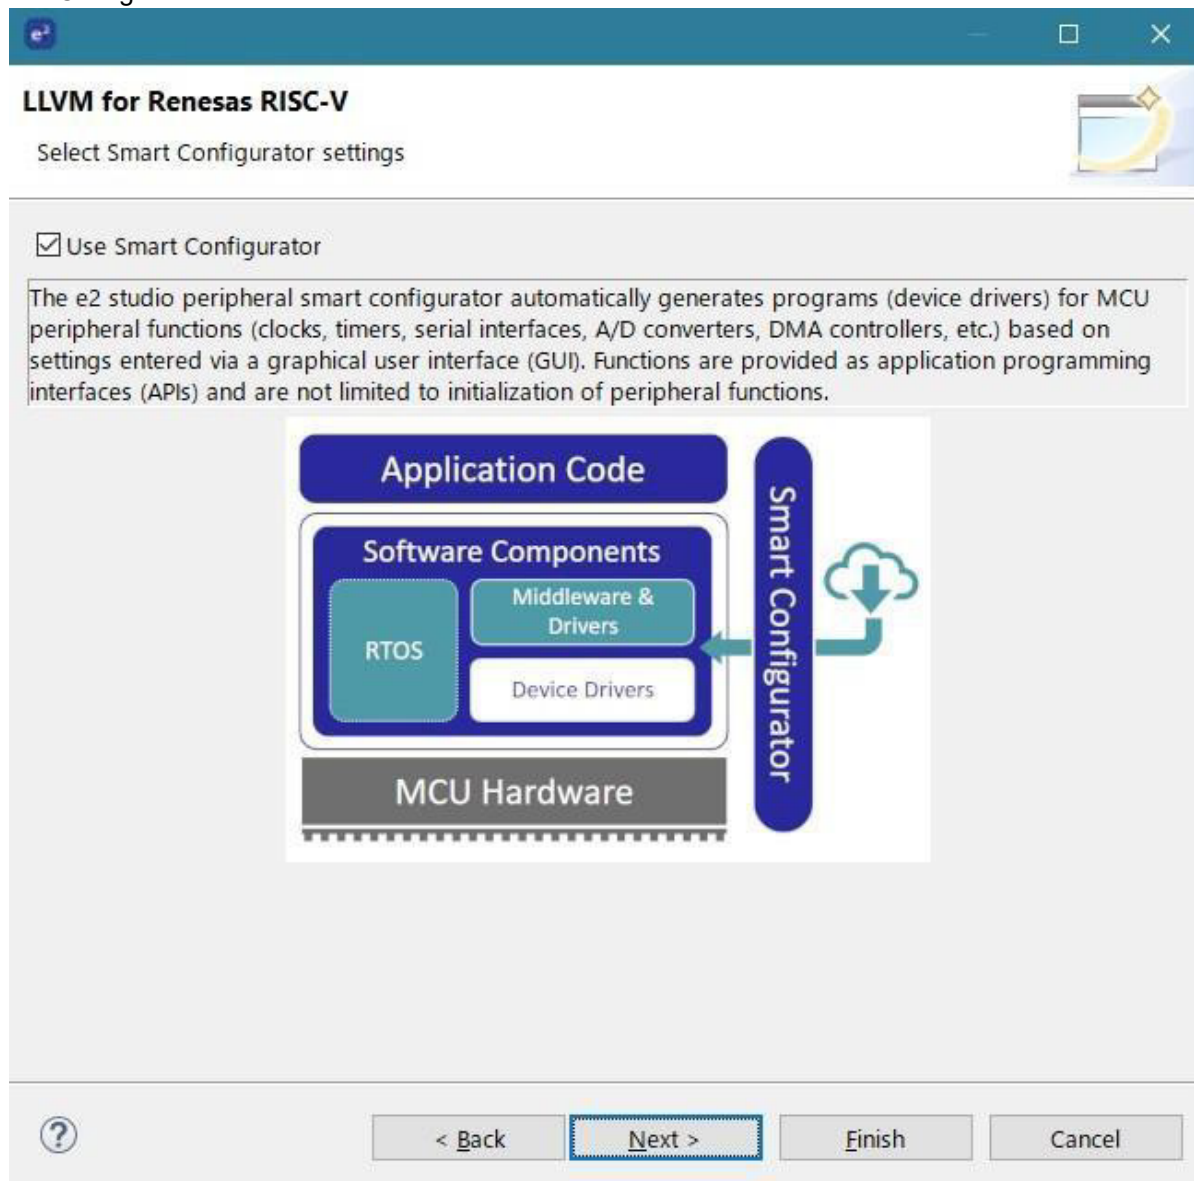 e²
LLVM for Renesas RISC-V
Select Smart Configurator settings
Use Smart Configurator
The e2 studio peripheral smart configurator automatically generates programs (device drivers) for MCU
peripheral functions (clocks, timers, serial interfaces, A/D converters, DMA controllers, etc.) based on
settings entered via a graphical user interface (GUI). Functions are provided as application programming
interfaces (APIs) and are not limited to initialization of peripheral functions.
Application Code
Software Components
RTOS
Middleware &
Drivers
Device Drivers
MCU Hardware
Smart Configurator
?
< Back
Next >
Finish
Cancel